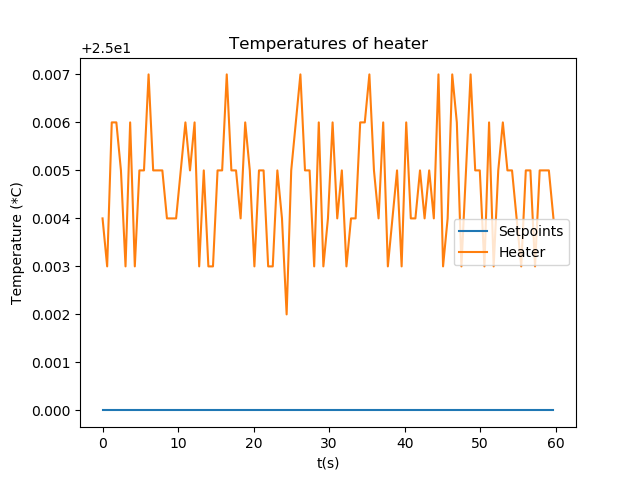 Temperatures of heater
+2.5e1
0.007
0.006
0.005
0.004
0.003
0.002
0.001
0.000
Temperature (*C)
Setpoints
Heater
0 10 20 30 40 50 60
t(s)